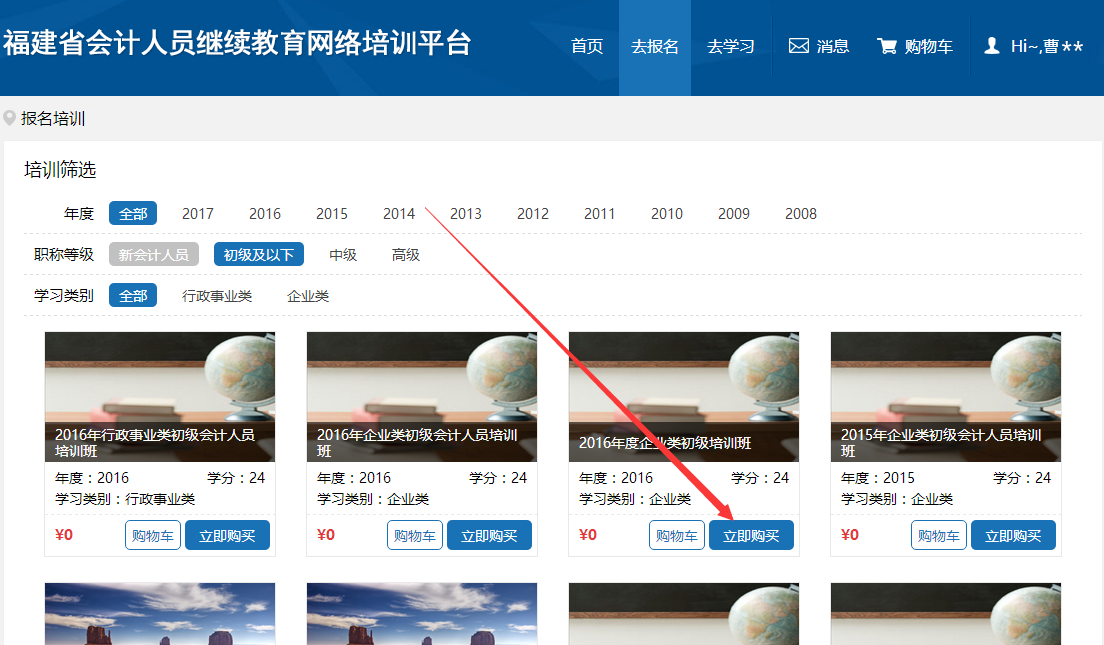 福建省会计人员继续教育网络培训平台
首页 去报名 去学习 消息 购物车 Hi~,曹**
报名培训
培训筛选
年度 全部 2017 2016 2015 2014 2013 2012 2011 2010 2009 2008
职称等级 新会计人员 初级及以下 中级 高级
学习类别 全部 行政事业类 企业类
2016年行政事业类初级会计人员
培训班
年度：2016 学分：24
学习类别：行政事业类
¥0 购物车 立即购买
2016年企业类初级会计人员培训
班
年度：2016 学分：24
学习类别：企业类
¥0 购物车 立即购买
2016年度企业类初级培训班
年度：2016 学分：24
学习类别：企业类
¥0 购物车 立即购买
2015年企业类初级会计人员培训
班
年度：2015 学分：24
学习类别：企业类
¥0 购物车 立即购买